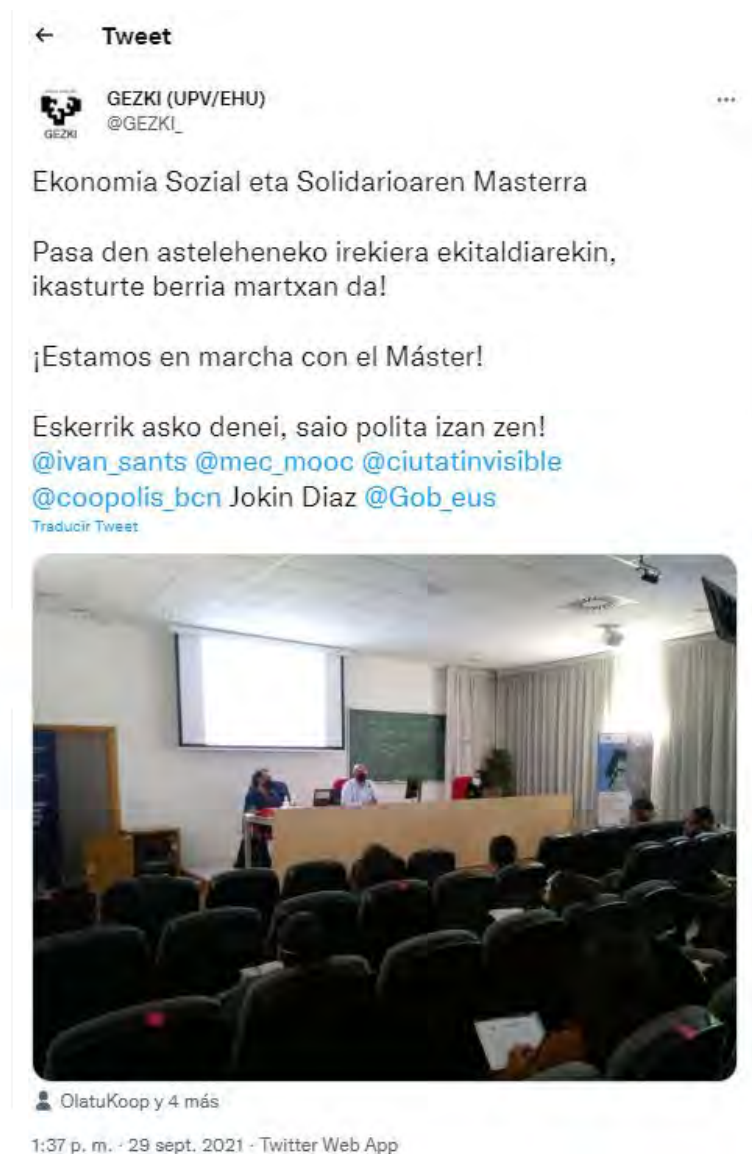 ← Tweet
GEZKI (UPV/EHU)
@GEZKI_
GEZKI
Ekonomia Sozial eta Solidarioaren Masterra
Pasa den asteleheneko irekiera ekitaldiarekin,
ikasturte berria martxan da!
¡Estamos en marcha con el Máster!
Eskerrik asko denei, saio polita izan zen!
@ivan_sants @mec_mooc @ciutatinvisible
@coopolis_bcn Jokin Diaz @Gob_eus
Traducir Tweet
OlatuKoop y 4 más
1:37 p. m. · 29 sept. 2021 · Twitter Web App